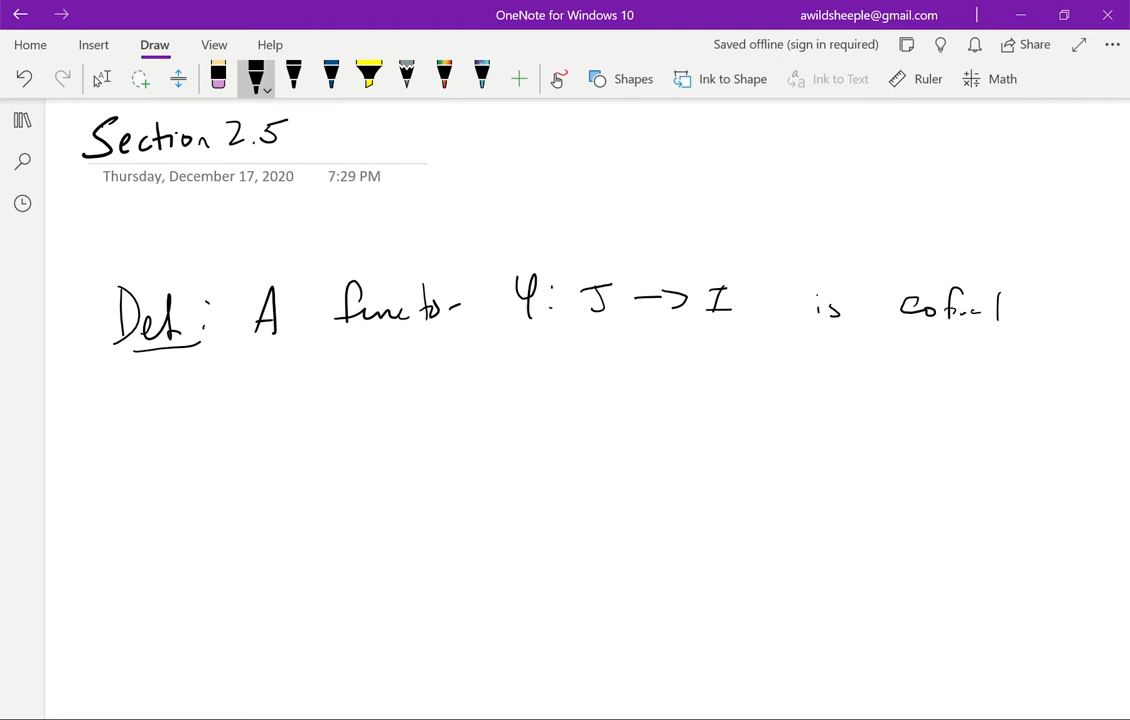 OneNote for Windows 10
awildsheeple@gmail.com
Home Insert Draw View Help
Saved offline (sign in required) Share
Shapes Ink to Shape Ink to Text Ruler Math
Section 2.5
Thursday, December 17, 2020 7:29 PM
Def: A functor φ: J → I is cofinal